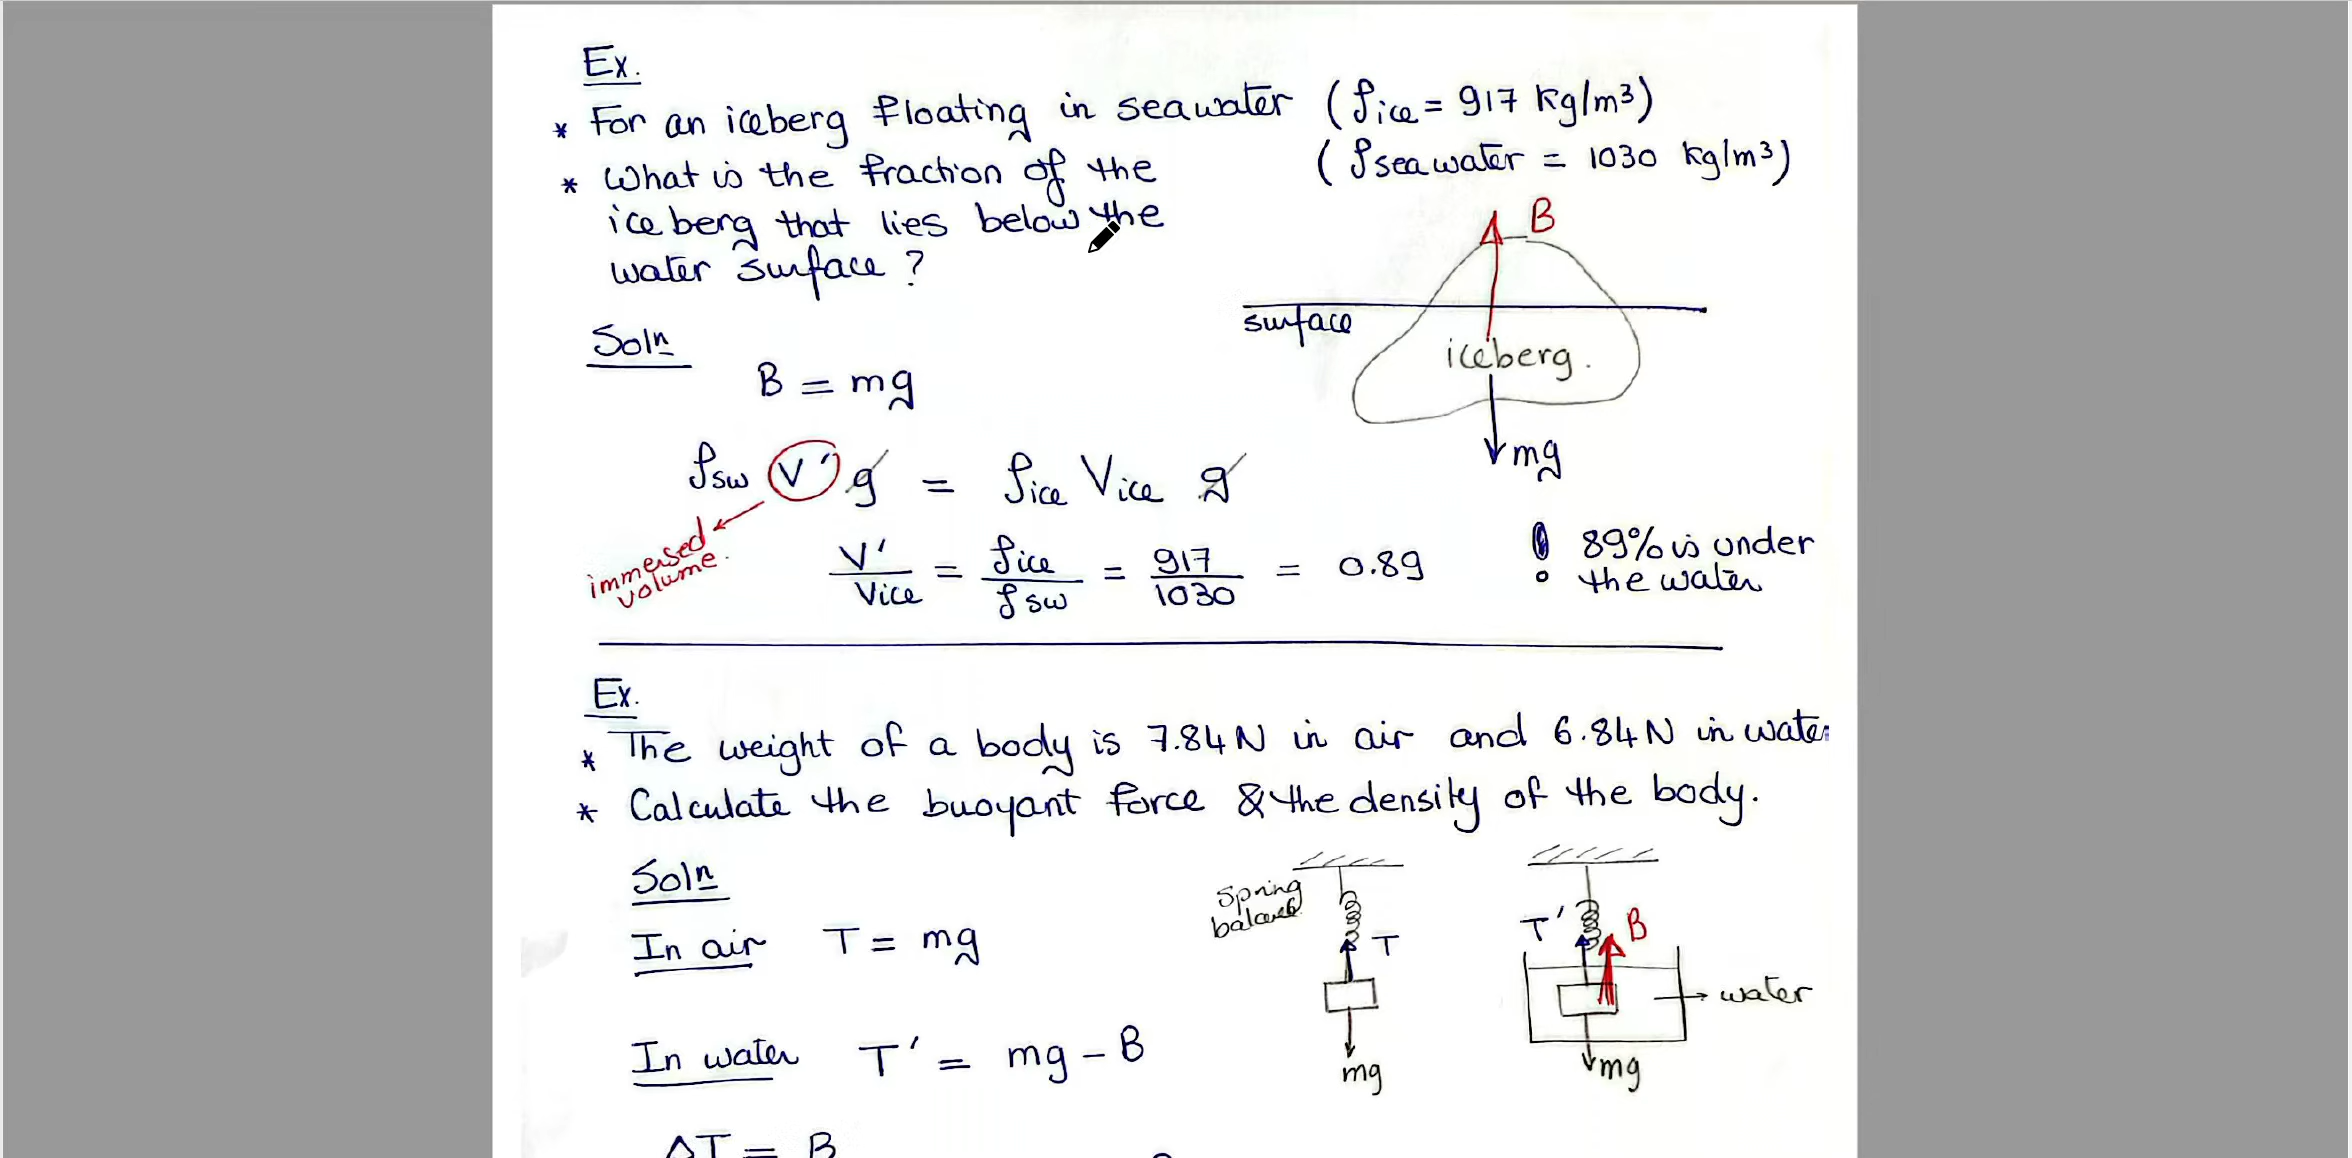 Ex.
* For an iceberg floating in seawater (ρice = 917 kg/m³)
* What is the fraction of the (ρseawater = 1030 kg/m³)
ice berg that lies below the
water surface ?
B
surface
iceberg.
mg
Soln
B = mg
ρsw V' g = ρice Vice g
immersed
volume.
V'/Vice = ρice/ρsw = 917/1030 = 0.89
89% is under
the water
Ex.
* The weight of a body is 7.84 N in air and 6.84 N in water
* Calculate the buoyant force & the density of the body.
Soln
In air T = mg
Spring
T
mg
T' B
water
mg
In water T' = mg - B
ΔT = B